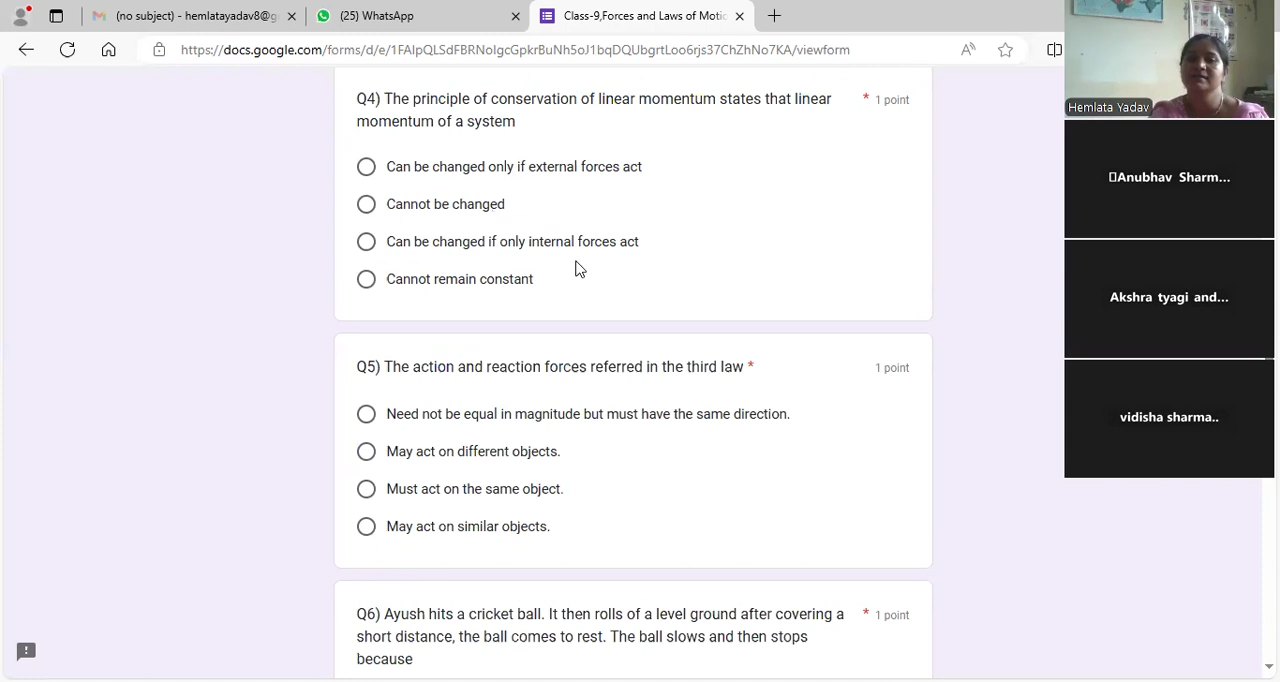 (no subject) - hemlatayadav8@g
(25) WhatsApp
Class-9,Forces and Laws of Motio
https://docs.google.com/forms/d/e/1FAIpQLSdFBRNoIgcGpkrBuNh5oJ1bqDQUbgrtLoo6rjs37ChZhNo7KA/viewform
Q4) The principle of conservation of linear momentum states that linear * 1 point
momentum of a system
Can be changed only if external forces act
Cannot be changed
Can be changed if only internal forces act
Cannot remain constant
Q5) The action and reaction forces referred in the third law * 1 point
Need not be equal in magnitude but must have the same direction.
May act on different objects.
Must act on the same object.
May act on similar objects.
Q6) Ayush hits a cricket ball. It then rolls of a level ground after covering a * 1 point
short distance, the ball comes to rest. The ball slows and then stops
because
Hemlata Yadav
Anubhav Sharm...
Akshra tyagi and...
vidisha sharma..